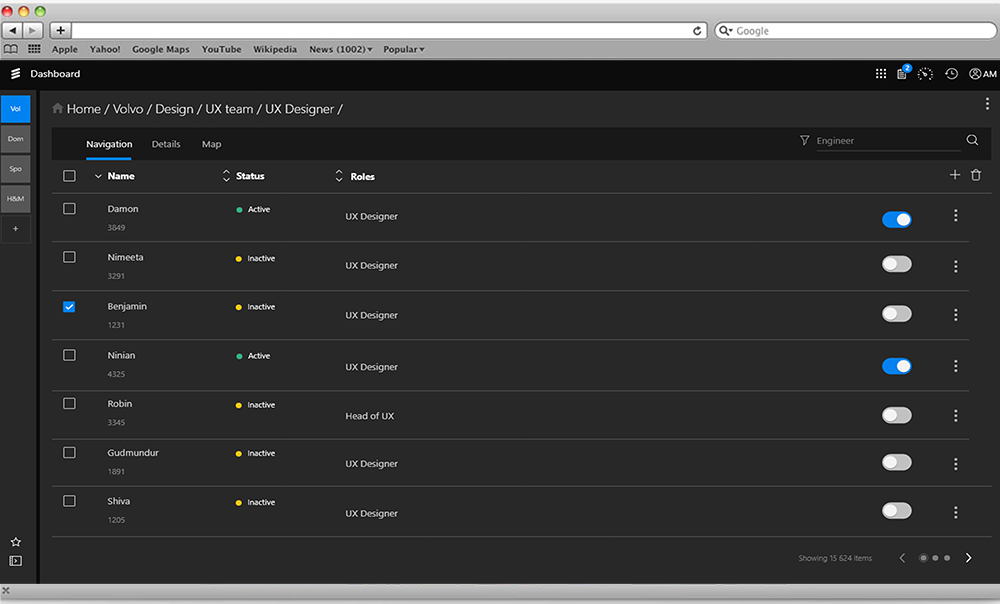 Google
Apple Yahoo! Google Maps YouTube Wikipedia News (1002) Popular
Dashboard 2 AM
Vol
Dom
Spo
H&M
+
Home / Volvo / Design / UX team / UX Designer /
Navigation Details Map Engineer
Name Status Roles
Damon Active
3849 UX Designer
Nimeeta Inactive
3291 UX Designer
Benjamin Inactive
1231 UX Designer
Ninian Active
4325 UX Designer
Robin Inactive
3345 Head of UX
Gudmundur Inactive
1891 UX Designer
Shiva Inactive
1205 UX Designer
Showing 15 624 items